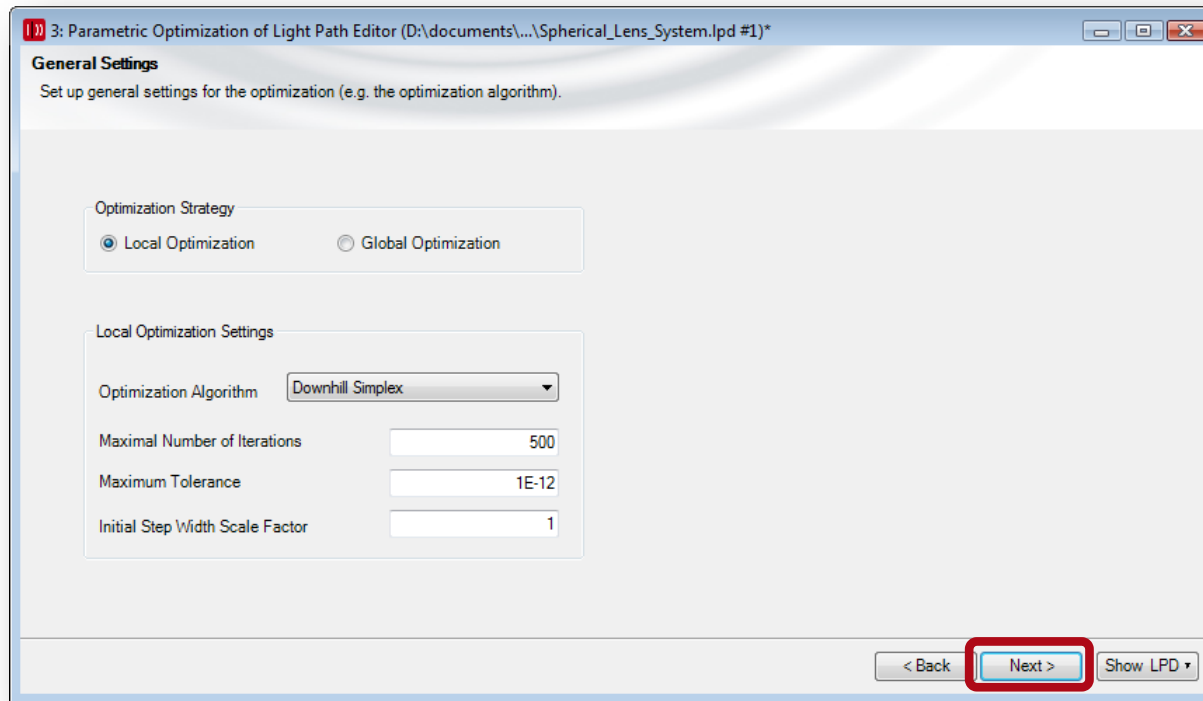 3: Parametric Optimization of Light Path Editor (D:\documents\...\Spherical_Lens_System.lpd #1)*
General Settings
Set up general settings for the optimization (e.g. the optimization algorithm).
Optimization Strategy
Local Optimization
Global Optimization
Local Optimization Settings
Optimization Algorithm
Downhill Simplex
Maximal Number of Iterations
500
Maximum Tolerance
1E-12
Initial Step Width Scale Factor
1
< Back
Next >
Show LPD